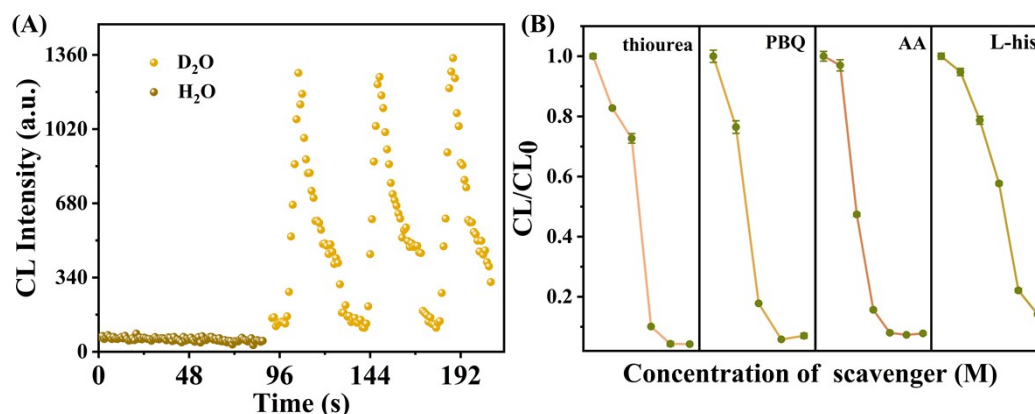 (A)
D₂O
H₂O
CL Intensity (a.u.)
1360
1020
680
340
0
0 48 96 144 192
Time (s)
(B)
thiourea PBQ AA L-his
CL/CL₀
1.0
0.8
0.6
0.4
0.2
Concentration of scavenger (M)